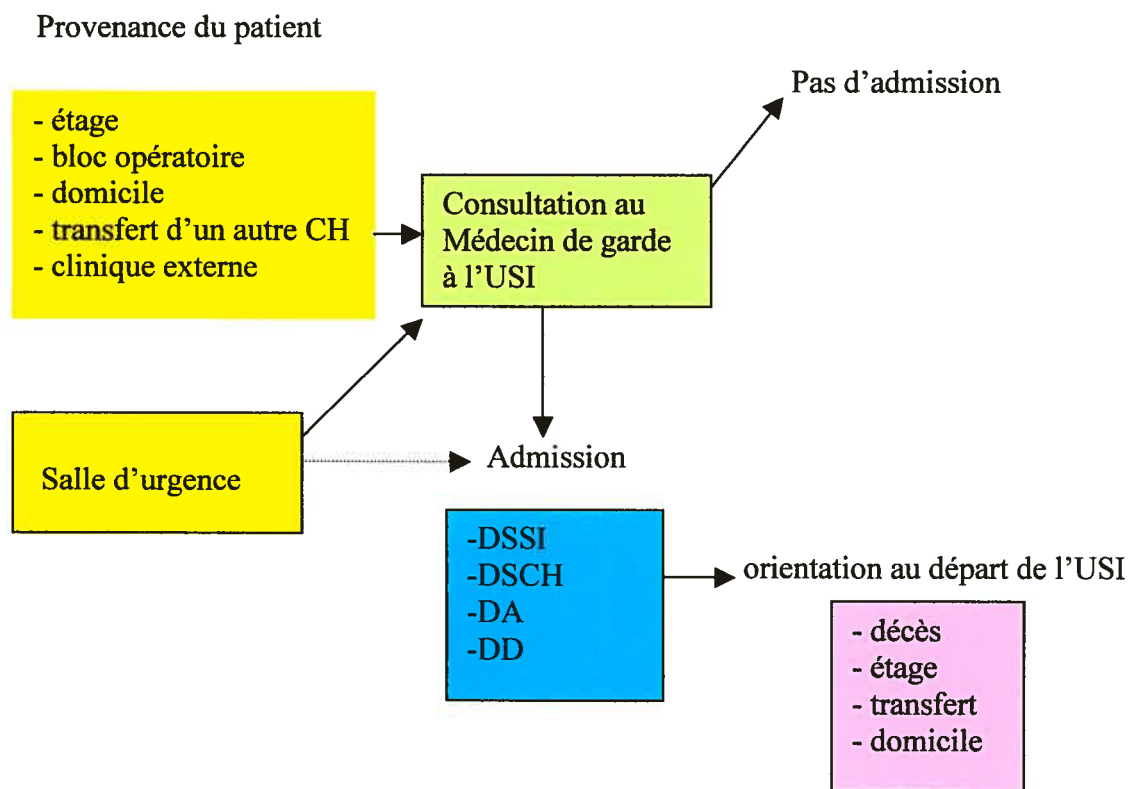 Provenance du patient
Pas d'admission
- étage
- bloc opératoire
- domicile
- transfert d'un autre CH
- clinique externe
Consultation au
Médecin de garde
à l'USI
Salle d'urgence
Admission
-DSSI
-DSCH
-DA
-DD
orientation au départ de l'USI
- décès
- étage
- transfert
- domicile